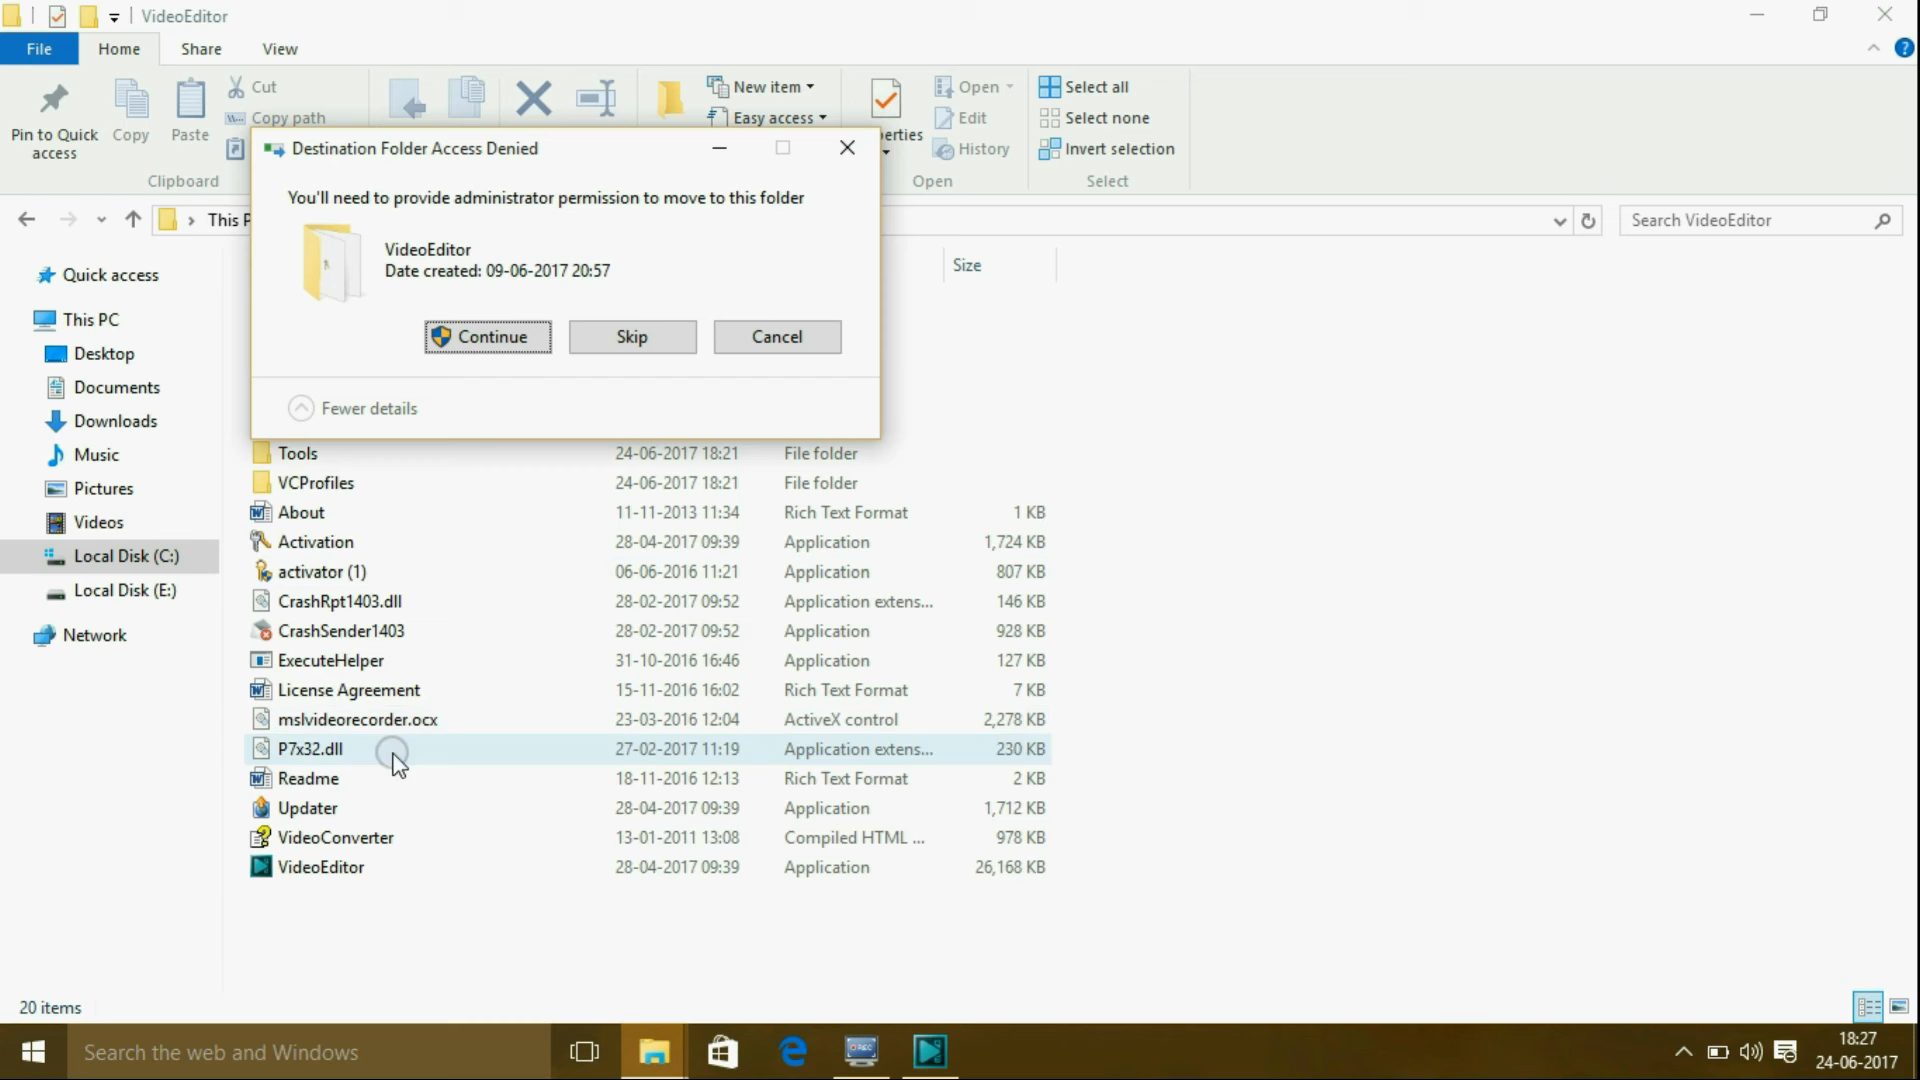 VideoEditor
File
Home
Share
View
Pin to Quick
access
Copy
Paste
Cut
Copy path
Clipboard
New item
Easy access
erties
Open
Edit
History
Open
Select all
Select none
Invert selection
Select
This P
Search VideoEditor
Destination Folder Access Denied
You'll need to provide administrator permission to move to this folder
VideoEditor
Date created: 09-06-2017 20:57
Continue
Skip
Cancel
Fewer details
Size
Quick access
This PC
Desktop
Documents
Downloads
Music
Pictures
Videos
Local Disk (C:)
Local Disk (E:)
Network
Tools 24-06-2017 18:21 File folder
VCProfiles 24-06-2017 18:21 File folder
About 11-11-2013 11:34 Rich Text Format 1 KB
Activation 28-04-2017 09:39 Application 1,724 KB
activator (1) 06-06-2016 11:21 Application 807 KB
CrashRpt1403.dll 28-02-2017 09:52 Application extens... 146 KB
CrashSender1403 28-02-2017 09:52 Application 928 KB
ExecuteHelper 31-10-2016 16:46 Application 127 KB
License Agreement 15-11-2016 16:02 Rich Text Format 7 KB
mslvideorecorder.ocx 23-03-2016 12:04 ActiveX control 2,278 KB
P7x32.dll 27-02-2017 11:19 Application extens... 230 KB
Readme 18-11-2016 12:13 Rich Text Format 2 KB
Updater 28-04-2017 09:39 Application 1,712 KB
VideoConverter 13-01-2011 13:08 Compiled HTML ... 978 KB
VideoEditor 28-04-2017 09:39 Application 26,168 KB
20 items
Search the web and Windows
18:27
24-06-2017